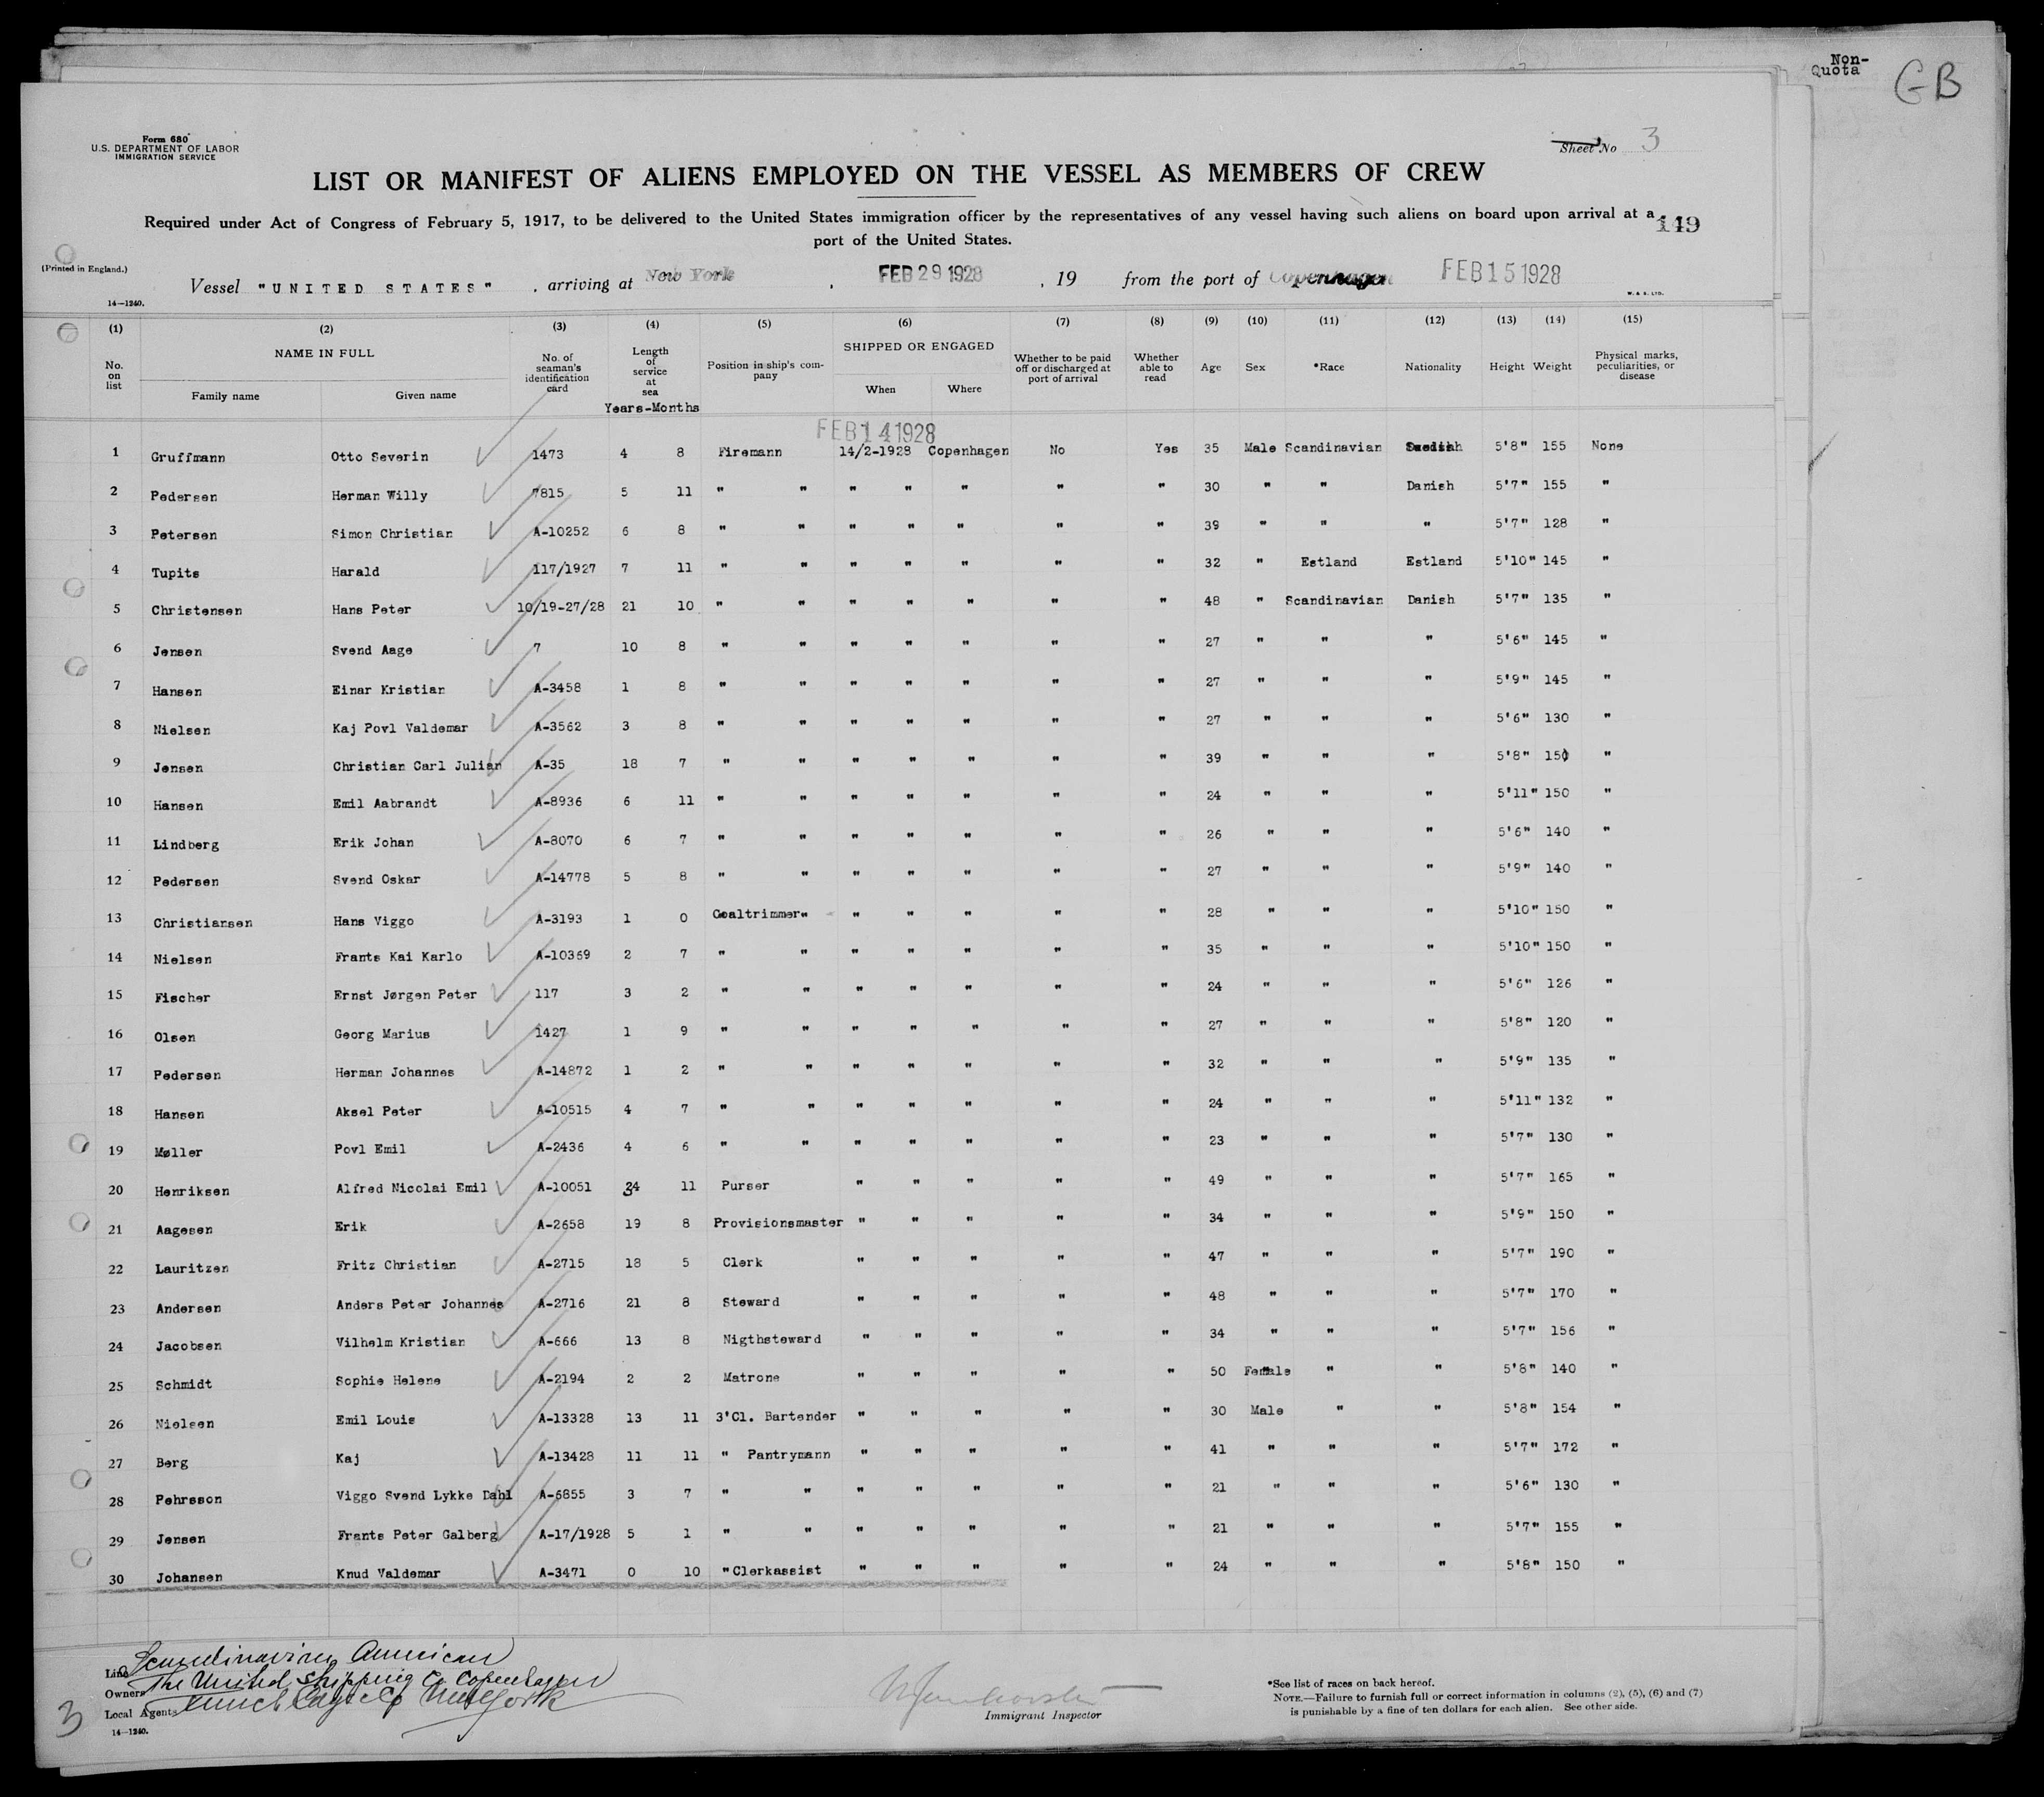 Non-
Quota
GB
Form 680
U.S. DEPARTMENT OF LABOR
IMMIGRATION SERVICE
Sheet No 3
LIST OR MANIFEST OF ALIENS EMPLOYED ON THE VESSEL AS MEMBERS OF CREW
Required under Act of Congress of February 5, 1917, to be delivered to the United States immigration officer by the representatives of any vessel having such aliens on board upon arrival at a
port of the United States.
149
(Printed in England.)
Vessel "UNITED STATES" , arriving at New York , FEB 29 1928 , 19 from the port of Copenhagen FEB 15 1928
14—1240.
W. & S. LTD.
(1) (2) (3) (4) (5) (6) (7) (8) (9) (10) (11) (12) (13) (14) (15)
No. on list NAME IN FULL Family name Given name No. of seaman's identification card Length of service at sea Years-Months Position in ship's company SHIPPED OR ENGAGED When Where Whether to be paid off or discharged at port of arrival Whether able to read Age Sex *Race Nationality Height Weight Physical marks, peculiarities, or disease
FEB 14 1928
1 Gruffmann Otto Severin 1473 4 8 Firemann 14/2-1928 Copenhagen No Yes 35 Male Scandinavian 5'8" 155 None
2 Pedersen Herman Willy 7815 5 11 " " " " " " " 30 " " Danish 5'7" 155 "
3 Petersen Simon Christian A-10252 6 8 " " " " " " " 39 " " " 5'7" 128 "
4 Tupits Harald 117/1927 7 11 " " " " " " " 32 " Estland Estland 5'10" 145 "
5 Christensen Hans Peter 10/19-27/28 21 10 " " " " " " " 48 " Scandinavian Danish 5'7" 135 "
6 Jensen Svend Aage 7 10 8 " " " " " " " 27 " " " 5'6" 145 "
7 Hansen Einar Kristian A-3458 1 8 " " " " " " " 27 " " " 5'9" 145 "
8 Nielsen Kaj Povl Valdemar A-3562 3 8 " " " " " " " 27 " " " 5'6" 130 "
9 Jensen Christian Carl Julian A-35 18 7 " " " " " " " 39 " " " 5'8" 150 "
10 Hansen Emil Aabrandt A-8936 6 11 " " " " " " " 24 " " " 5'11" 150 "
11 Lindberg Erik Johan A-8070 6 7 " " " " " " " 26 " " " 5'6" 140 "
12 Pedersen Svend Oskar A-14778 5 8 " " " " " " " 27 " " " 5'9" 140 "
13 Christiansen Hans Viggo A-3193 1 0 Coaltrimmer" " " " " " 28 " " " 5'10" 150 "
14 Nielsen Frants Kai Karlo A-10369 2 7 " " " " " " " 35 " " " 5'10" 150 "
15 Fischer Ernst Jørgen Peter 117 3 2 " " " " " " " 24 " " " 5'6" 126 "
16 Olsen Georg Marius 1427 1 9 " " " " " " " 27 " " " 5'8" 120 "
17 Pedersen Herman Johannes A-14872 1 2 " " " " " " " 32 " " " 5'9" 135 "
18 Hansen Aksel Peter A-10515 4 7 " " " " " " " 24 " " " 5'11" 132 "
19 Møller Povl Emil A-2436 4 6 " " " " " " " 23 " " " 5'7" 130 "
20 Henriksen Alfred Nicolai Emil A-10051 34 11 Purser " " " " " 49 " " " 5'7" 165 "
21 Aagesen Erik A-2658 19 8 Provisionsmaster " " " " " 34 " " " 5'9" 150 "
22 Lauritzen Fritz Christian A-2715 18 5 Clerk " " " " " 47 " " " 5'7" 190 "
23 Andersen Anders Peter Johannes A-2716 21 8 Steward " " " " " 48 " " " 5'7" 170 "
24 Jacobsen Vilhelm Kristian A-666 13 8 Nigthsteward " " " " " 34 " " " 5'7" 156 "
25 Schmidt Sophie Helene A-2194 2 2 Matrone " " " " " 50 Female " " 5'8" 140 "
26 Nielsen Emil Louis A-13328 13 11 3'Cl. Bartender " " " " " 30 Male " " 5'8" 154 "
27 Berg Kaj A-13428 11 11 " Pantrymann " " " " " 41 " " " 5'7" 172 "
28 Pehrsson Viggo Svend Lykke Dahl A-6855 3 7 " " " " " " " 21 " " " 5'6" 130 "
29 Jensen Frants Peter Galberg A-17/1928 5 1 " " " " " " " 21 " " " 5'7" 155 "
30 Johansen Knud Valdemar A-3471 0 10 " Clerkassist " " " " " 24 " " " 5'8" 150 "
Line Scandinavian American
Owners The United Shipping Co Copenhagen
Local Agents New York
14—1240.
3
Immigrant Inspector
*See list of races on back hereof.
NOTE.—Failure to furnish full or correct information in columns (2), (5), (6) and (7)
is punishable by a fine of ten dollars for each alien. See other side.